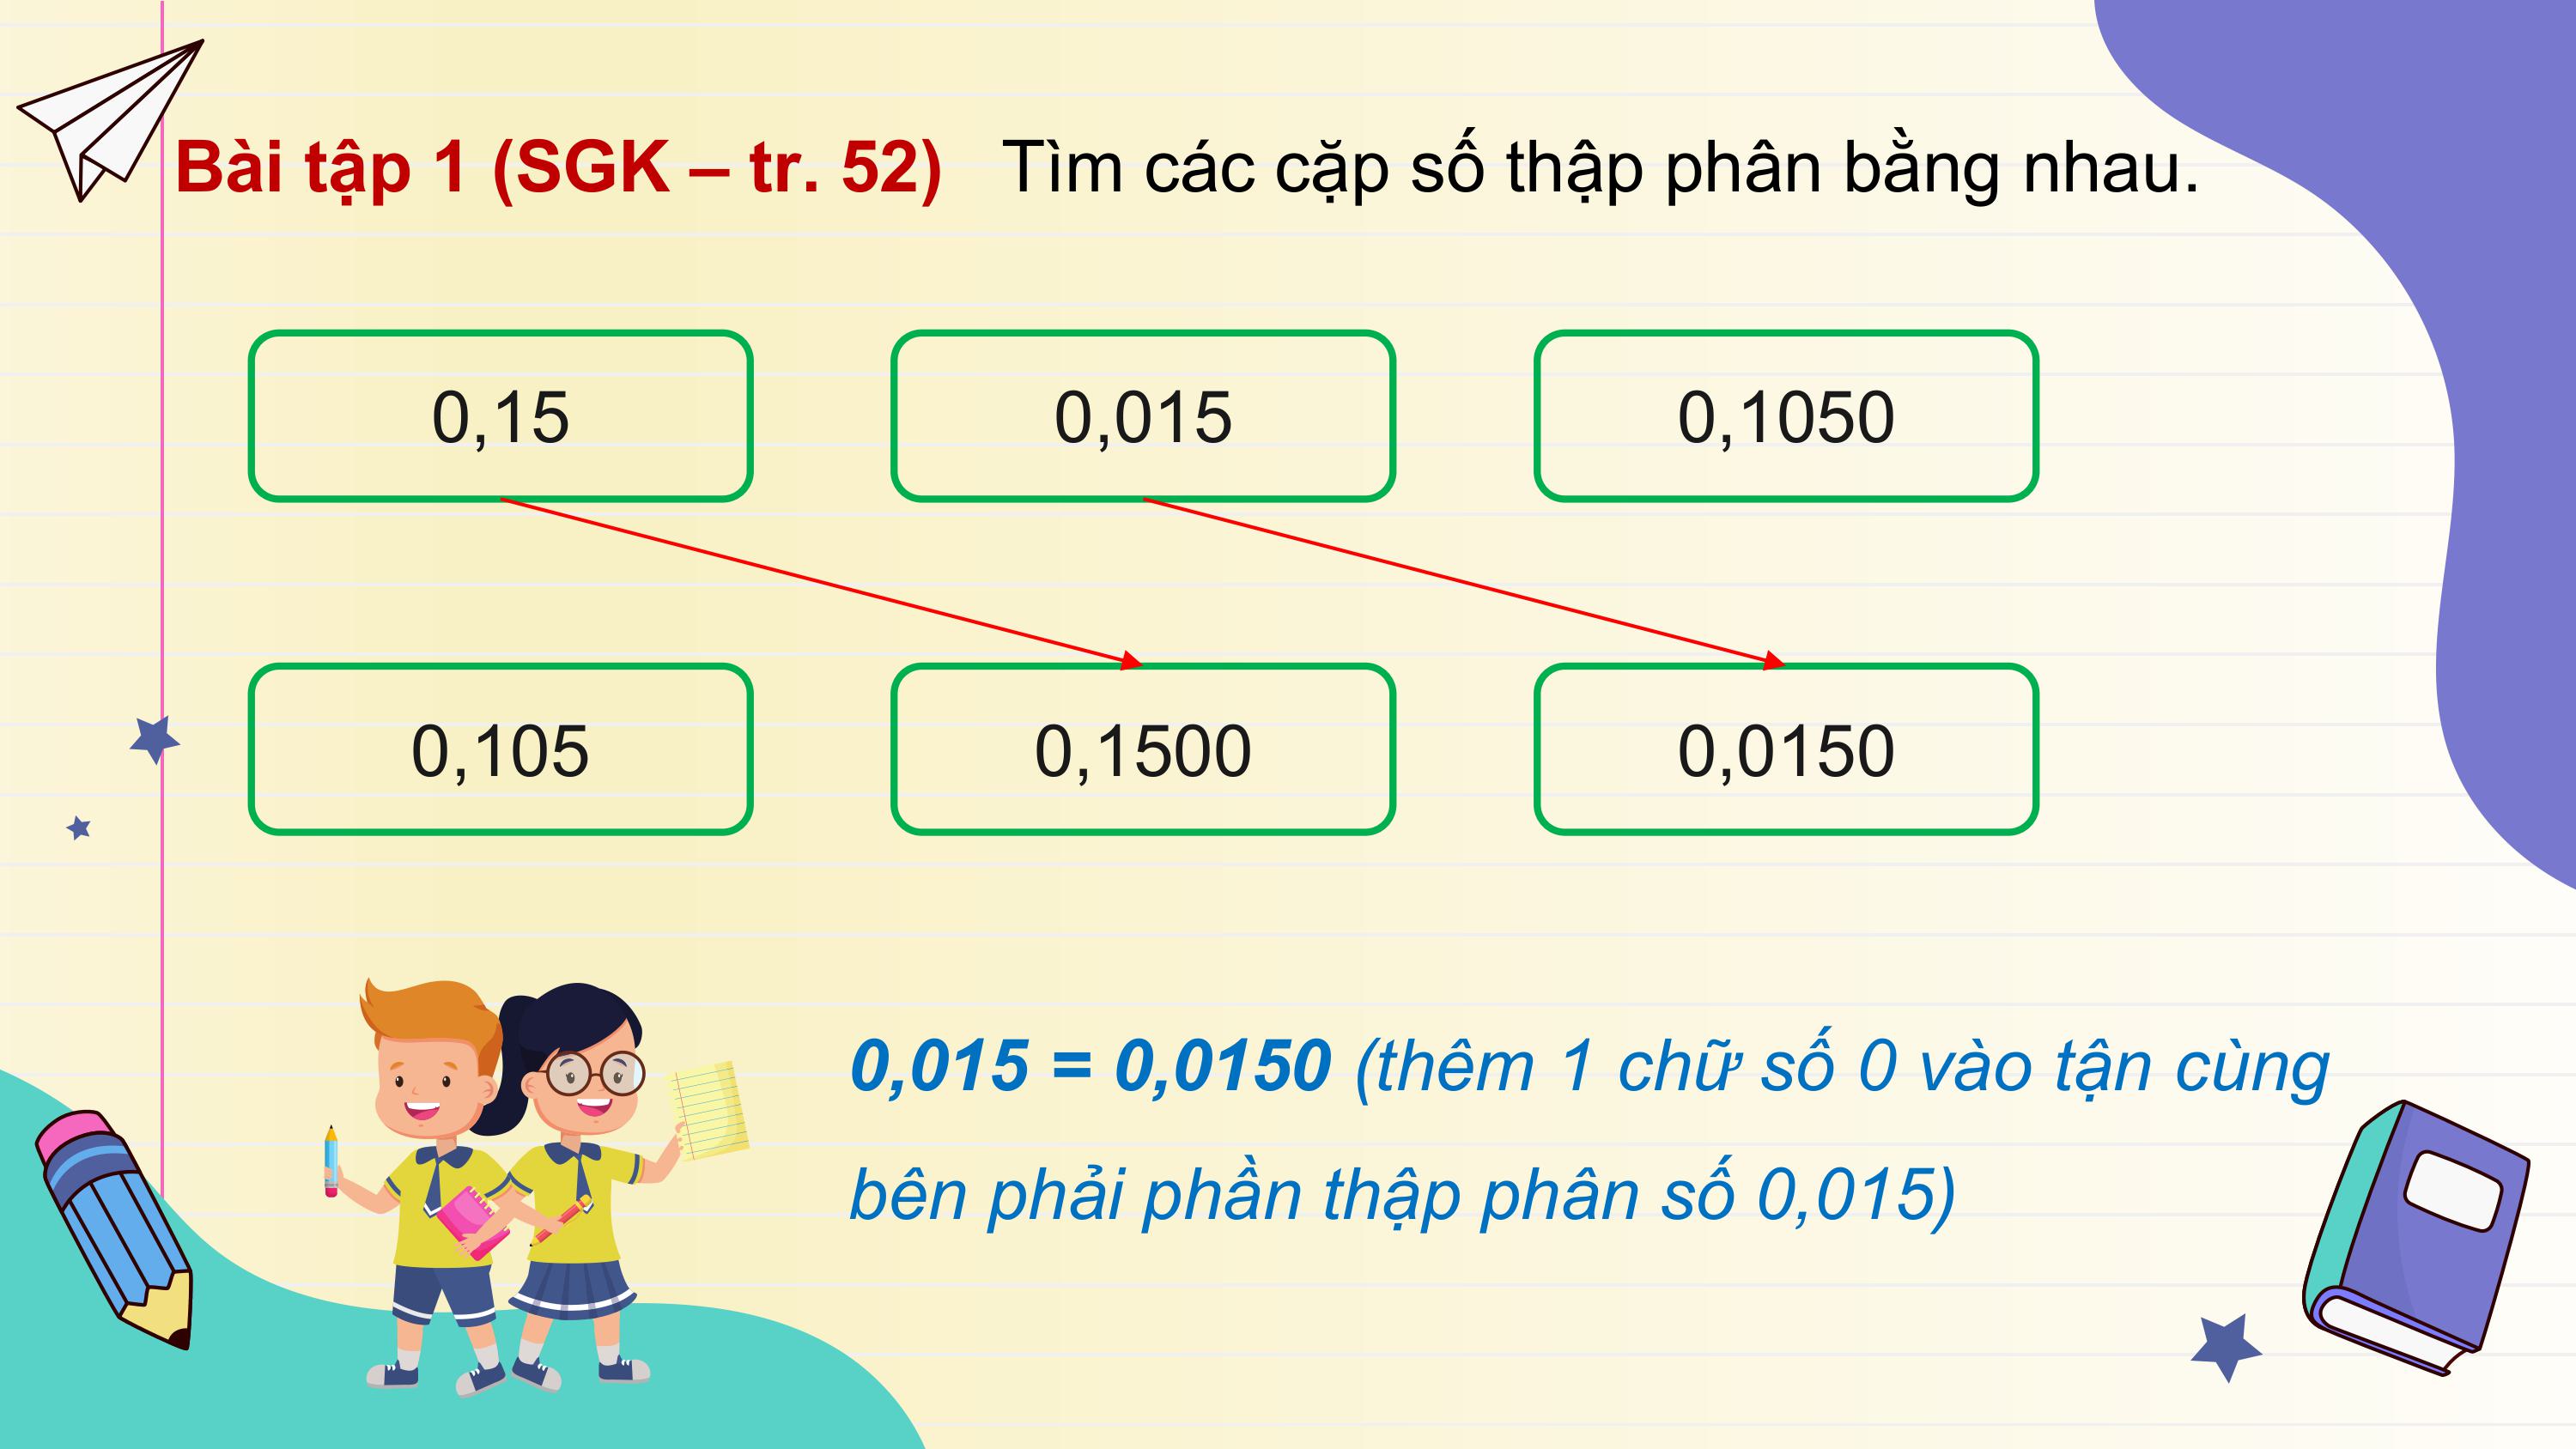 Bài tập 1 (SGK – tr. 52) Tìm các cặp số thập phân bằng nhau.
0,15 0,015 0,1050
0,105 0,1500 0,0150
0,015 = 0,0150 (thêm 1 chữ số 0 vào tận cùng
bên phải phần thập phân số 0,015)